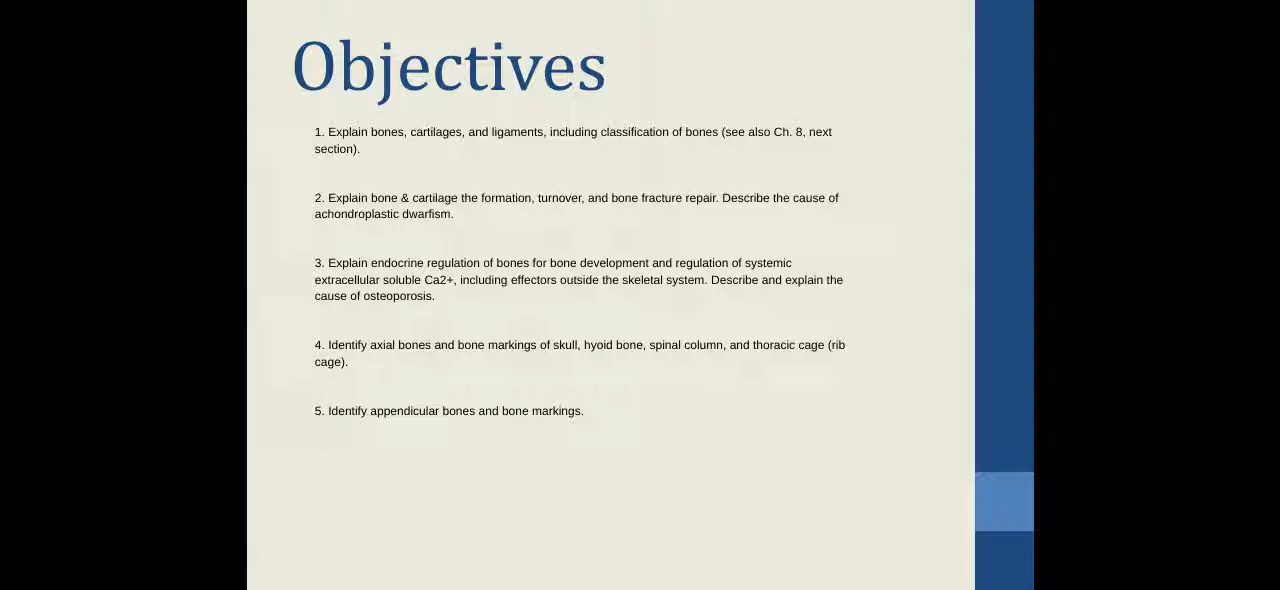 Objectives
1. Explain bones, cartilages, and ligaments, including classification of bones (see also Ch. 8, next
section).
2. Explain bone & cartilage the formation, turnover, and bone fracture repair. Describe the cause of
achondroplastic dwarfism.
3. Explain endocrine regulation of bones for bone development and regulation of systemic
extracellular soluble Ca2+, including effectors outside the skeletal system. Describe and explain the
cause of osteoporosis.
4. Identify axial bones and bone markings of skull, hyoid bone, spinal column, and thoracic cage (rib
cage).
5. Identify appendicular bones and bone markings.